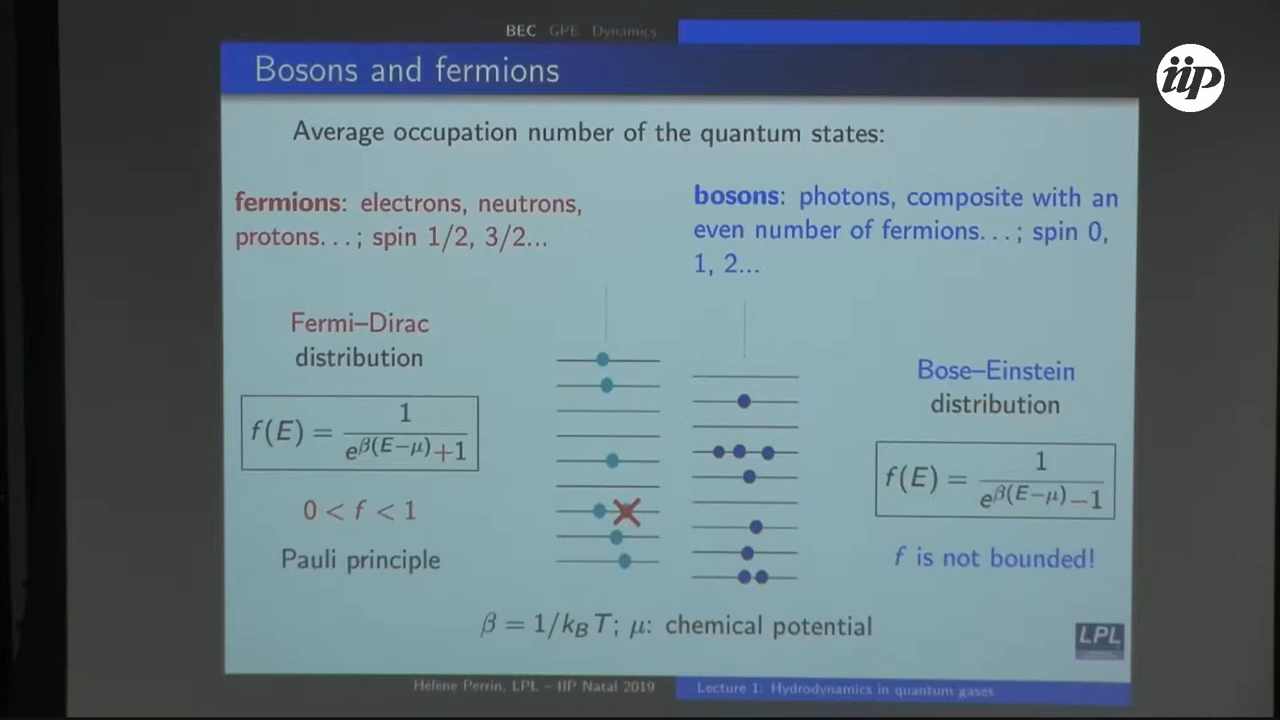 BEC GPE Dynamics
iip
Bosons and fermions
Average occupation number of the quantum states:
fermions: electrons, neutrons,
protons...; spin 1/2, 3/2...
bosons: photons, composite with an
even number of fermions...; spin 0,
1, 2...
Fermi–Dirac
distribution
f(E) = 1/(e^{β(E−μ)}+1)
0 < f < 1
Pauli principle
Bose–Einstein
distribution
f(E) = 1/(e^{β(E−μ)}−1)
f is not bounded!
β = 1/k_B T; μ: chemical potential
LPL
Hélène Perrin, LPL – IIP Natal 2019
Lecture 1: Hydrodynamics in quantum gases